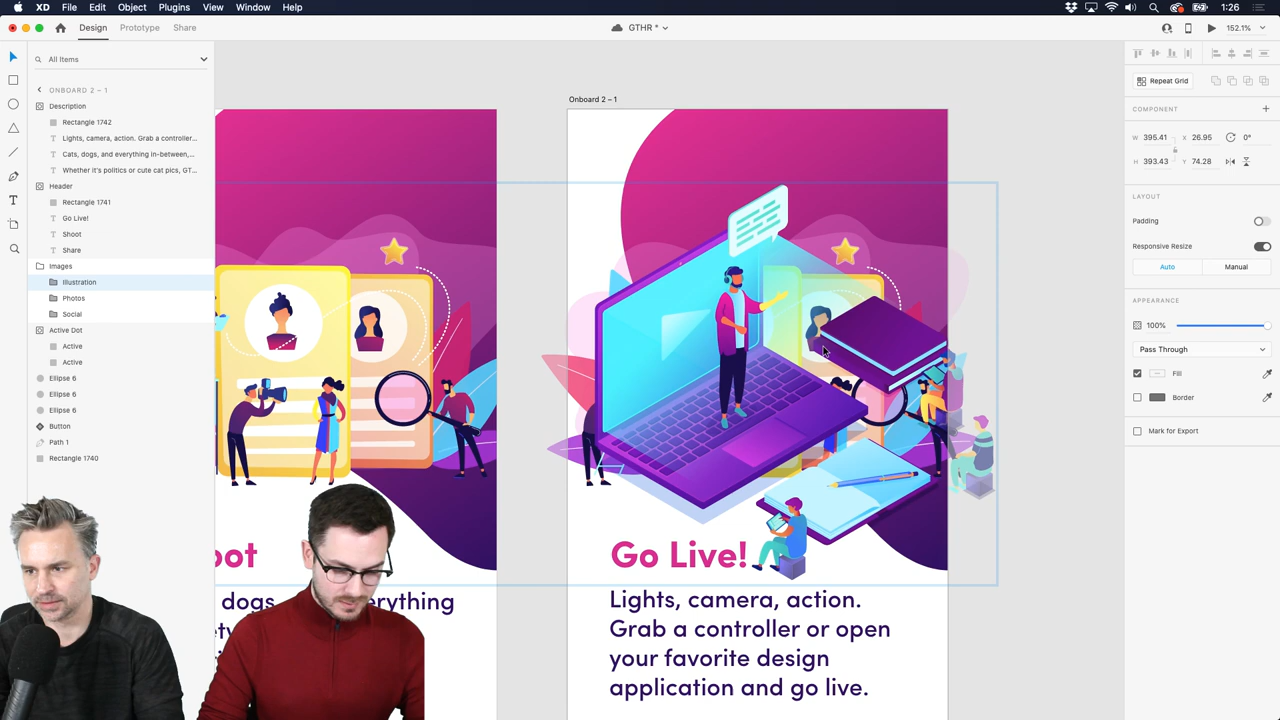 XD File Edit Object Plugins View Window Help
1:26
Design Prototype Share
GTHR *
152.1%
All Items
ONBOARD 2 – 1
Description
Rectangle 1742
Lights, camera, action. Grab a controller...
Cats, dogs, and everything in-between,...
Whether it's politics or cute cat pics, GT...
Header
Rectangle 1741
Go Live!
Shoot
Share
Images
Illustration
Photos
Social
Active Dot
Active
Active
Ellipse 6
Ellipse 6
Ellipse 6
Button
Path 1
Rectangle 1740
Onboard 2 – 1
oot
dogs
erything
Go Live!
Lights, camera, action.
Grab a controller or open
your favorite design
application and go live.
Repeat Grid
COMPONENT
W 395.41 X 26.95 0°
H 393.43 Y 74.28
LAYOUT
Padding
Responsive Resize
Auto Manual
APPEARANCE
100%
Pass Through
Fill
Border
Mark for Export